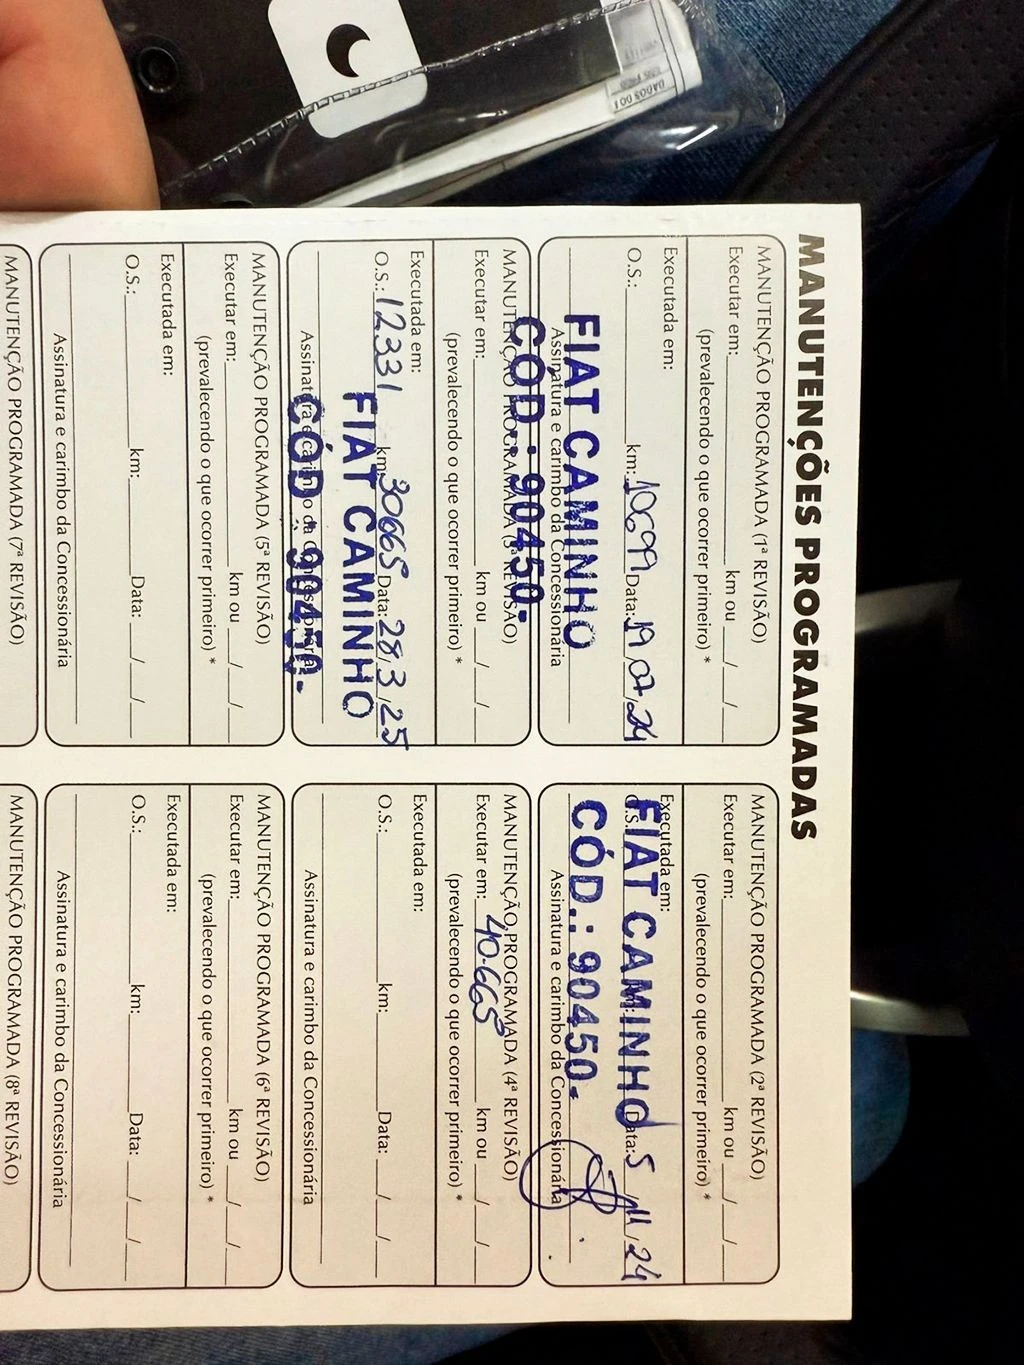 DADOS DO
MANUTENÇÕES PROGRAMADAS
MANUTENÇÃO PROGRAMADA (1ª REVISÃO)
Executar em: km ou / /
(prevalecendo o que ocorrer primeiro) *
Executada em:
O.S.: km: 10699 Data: 19/07/24
FIAT CAMINHO
Assinatura e carimbo da Concessionária
CÓD.: 90450-
MANUTENÇÃO PROGRAMADA (2ª REVISÃO)
Executar em: km ou / /
(prevalecendo o que ocorrer primeiro) *
Executada em:
O.S.: Data: 5/11/24
FIAT CAMINHO
CÓD.: 90450-
Assinatura e carimbo da Concessionária
MANUTENÇÃO PROGRAMADA (3ª REVISÃO)
Executar em: km ou / /
(prevalecendo o que ocorrer primeiro) *
Executada em:
O.S.: 12331 km: 30665 Data: 28/3/25
FIAT CAMINHO
Assinatura e carimbo da Concessionária
CÓD.: 90450-
MANUTENÇÃO PROGRAMADA (4ª REVISÃO)
Executar em: 40.665 km ou / /
(prevalecendo o que ocorrer primeiro) *
Executada em:
O.S.: km: Data: / /
Assinatura e carimbo da Concessionária
MANUTENÇÃO PROGRAMADA (5ª REVISÃO)
Executar em: km ou / /
(prevalecendo o que ocorrer primeiro) *
Executada em:
O.S.: km: Data: / /
Assinatura e carimbo da Concessionária
MANUTENÇÃO PROGRAMADA (6ª REVISÃO)
Executar em: km ou / /
(prevalecendo o que ocorrer primeiro) *
Executada em:
O.S.: km: Data: / /
Assinatura e carimbo da Concessionária
MANUTENÇÃO PROGRAMADA (7ª REVISÃO)
MANUTENÇÃO PROGRAMADA (8ª REVISÃO)